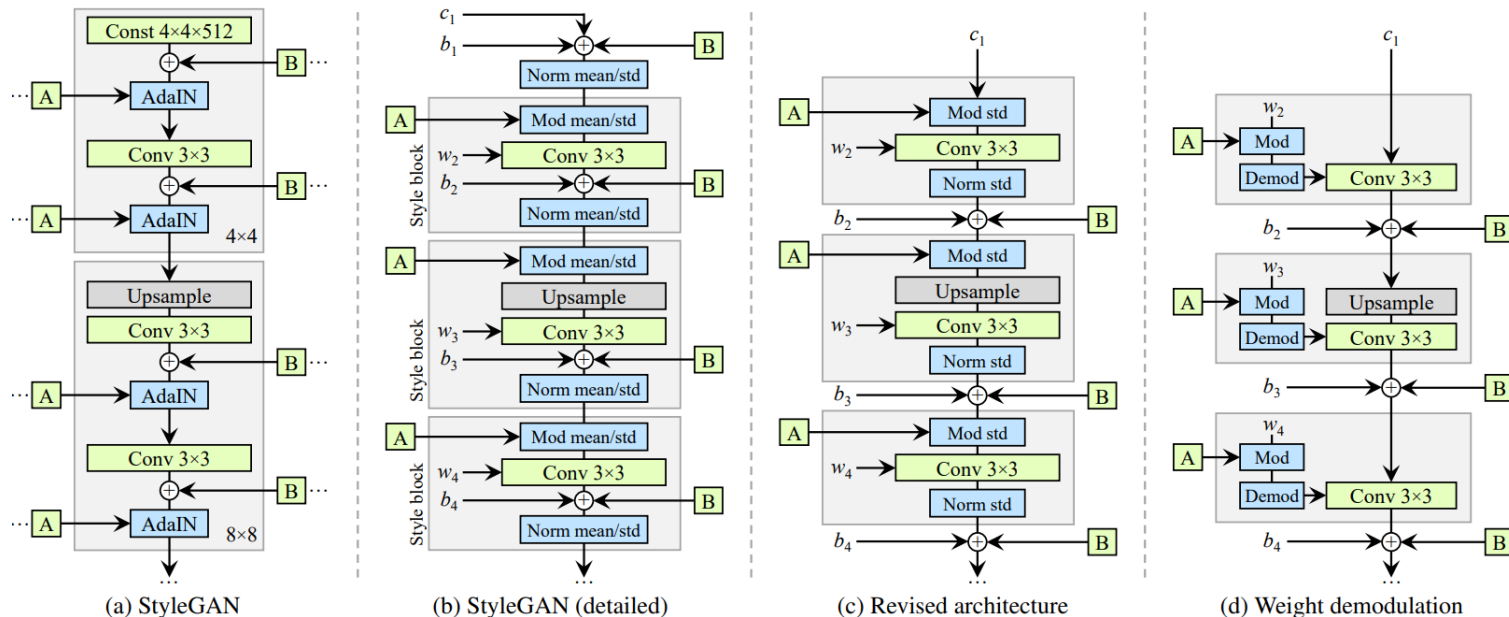 Const 4×4×512
+
B ...
... A
AdaIN
Conv 3×3
+
B ...
... A
AdaIN
4×4
Upsample
Conv 3×3
+
B ...
... A
AdaIN
Conv 3×3
+
B ...
... A
AdaIN
8×8
...
(a) StyleGAN
c1
b1
+
B
Norm mean/std
A
Mod mean/std
w2
Conv 3×3
b2
+
B
Norm mean/std
Style block
A
Mod mean/std
Upsample
w3
Conv 3×3
b3
+
B
Norm mean/std
Style block
A
Mod mean/std
w4
Conv 3×3
b4
+
B
Norm mean/std
Style block
...
(b) StyleGAN (detailed)
c1
A
Mod std
w2
Conv 3×3
Norm std
b2
+
B
A
Mod std
Upsample
w3
Conv 3×3
Norm std
b3
+
B
A
Mod std
w4
Conv 3×3
Norm std
b4
+
B
...
(c) Revised architecture
c1
w2
A
Mod
Demod
Conv 3×3
b2
+
B
w3
A
Mod
Upsample
Demod
Conv 3×3
b3
+
B
w4
A
Mod
Demod
Conv 3×3
b4
+
B
...
(d) Weight demodulation